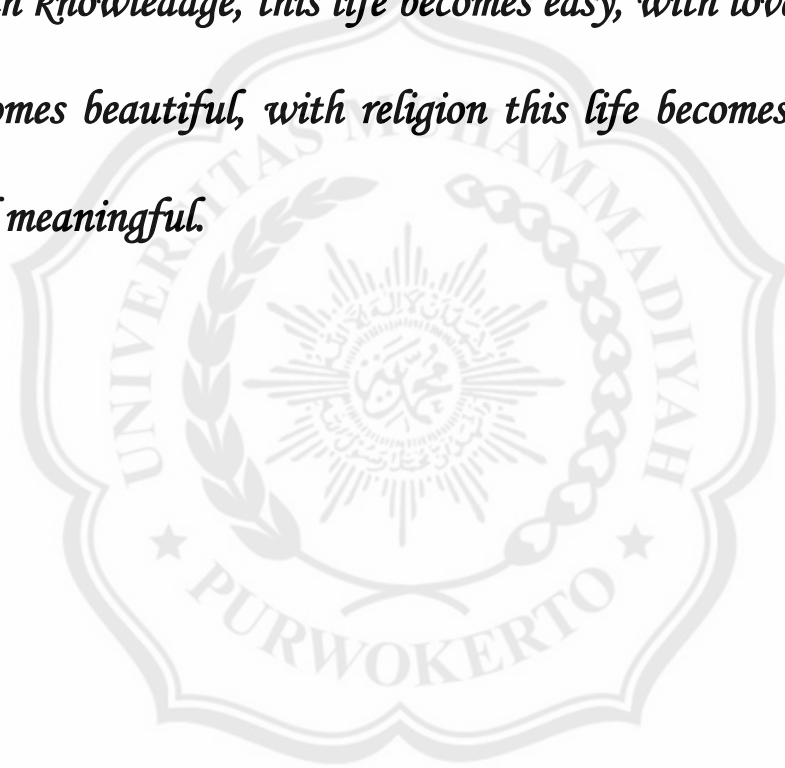 knowledge, this life becomes easy, with
beautiful, with religion this life becomes
meaningful.
UNIVERSITAS MUHAMMADIYAH
PURWOKERTO